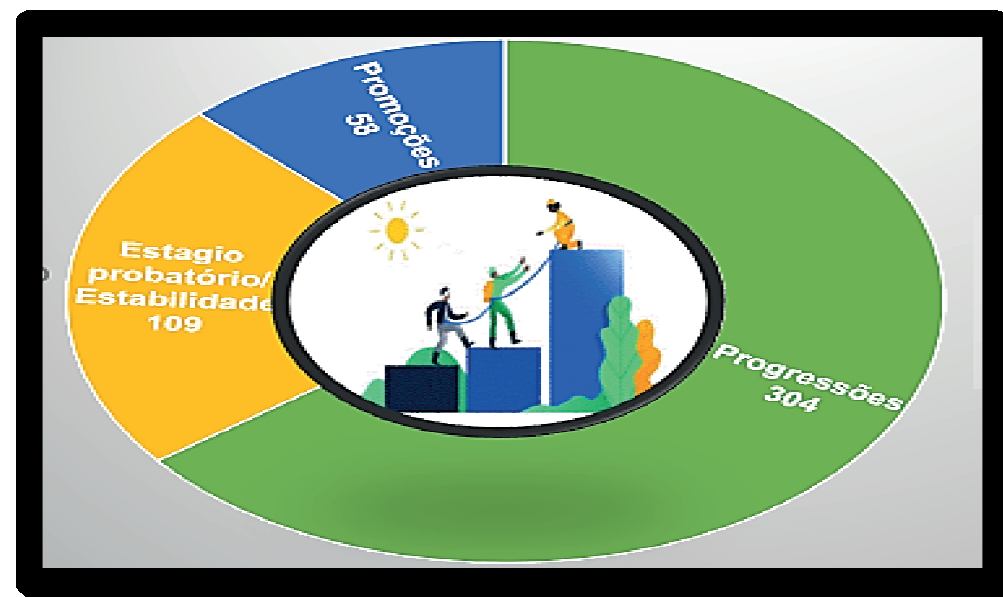 Promoções
58
Estagio
probatório/
Estabilidade
109
Progressões
304